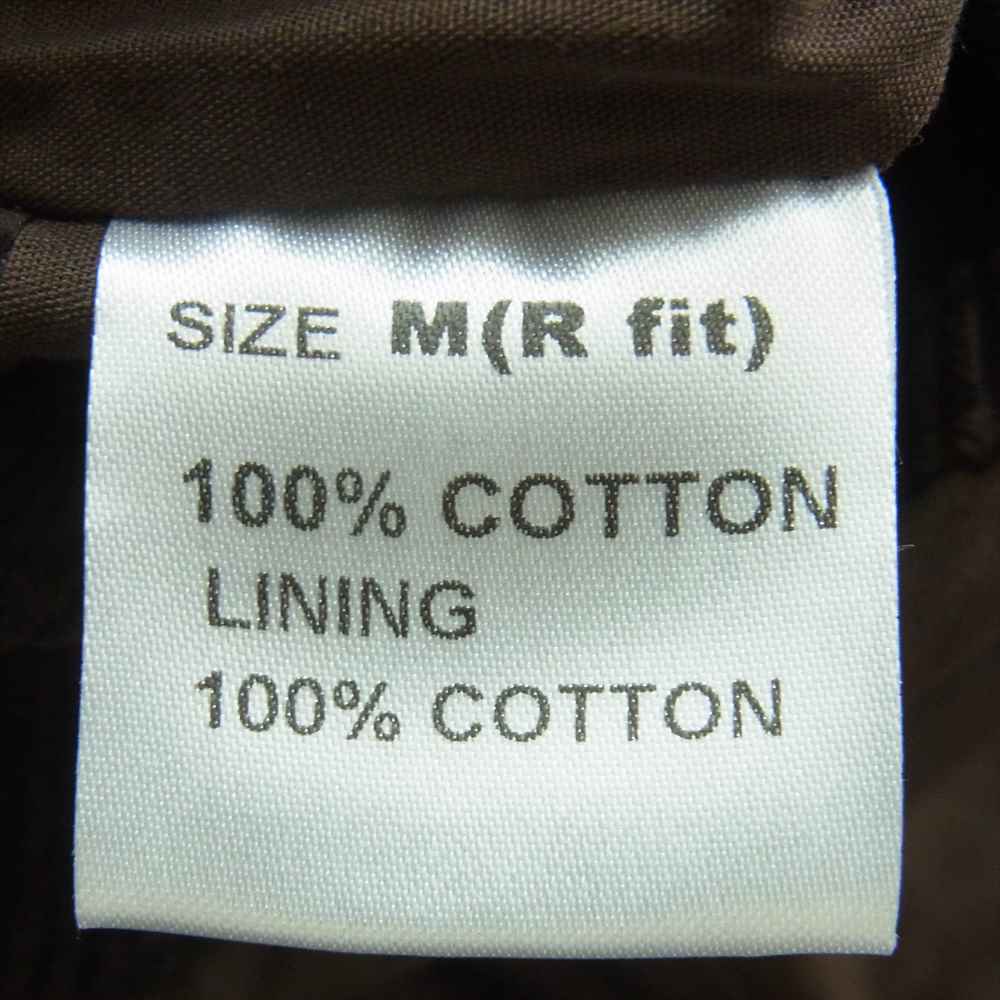 SIZE M(R fit)
100% COTTON
LINING
100% COTTON